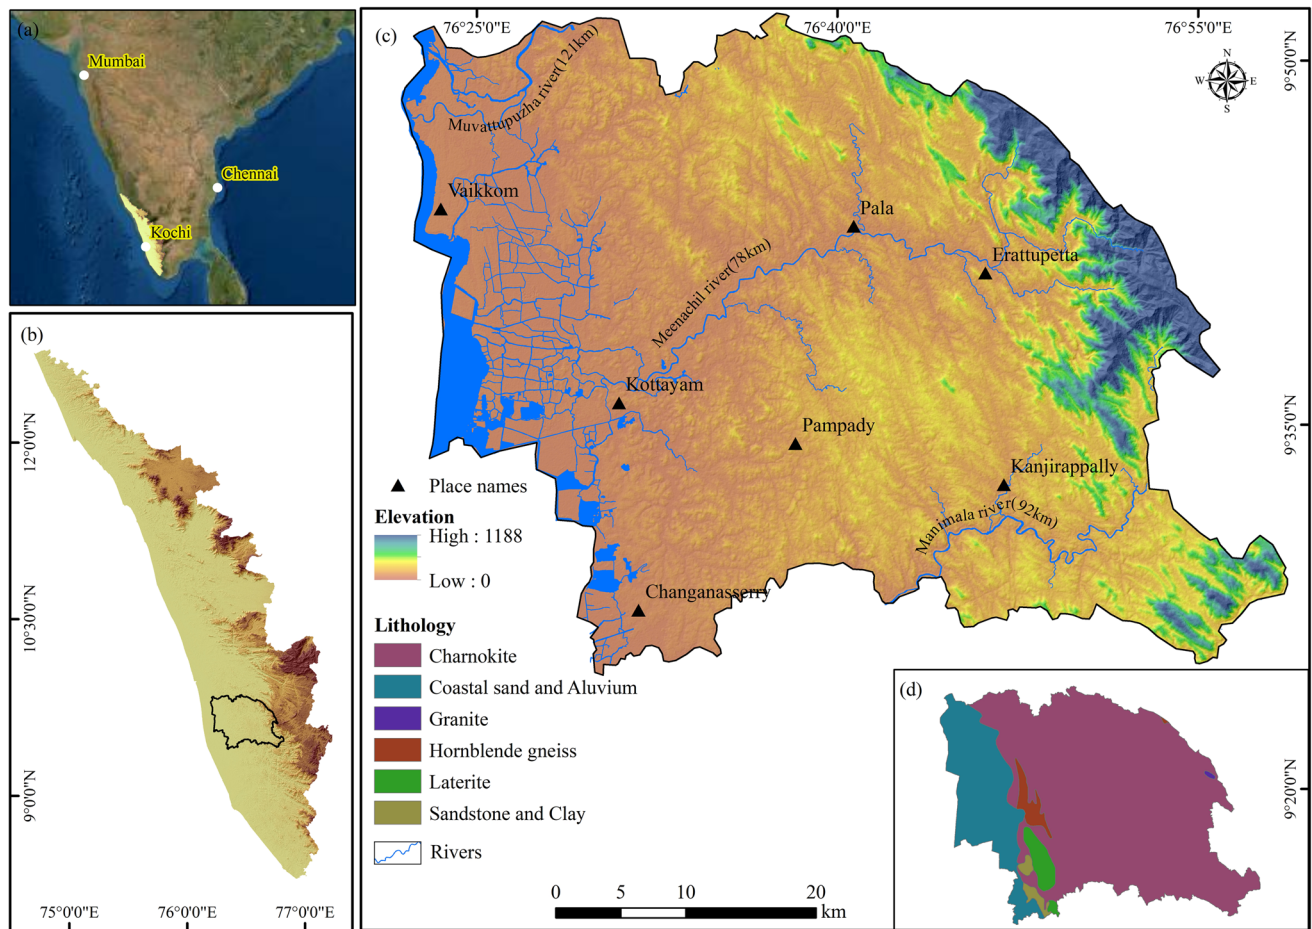 (a)
Mumbai
Chennai
Kochi
(b)
12°0'0"N
10°30'0"N
9°0'0"N
75°0'0"E
76°0'0"E
77°0'0"E
(c)
76°25'0"E
76°40'0"E
76°55'0"E
9°50'0"N
9°35'0"N
9°20'0"N
N
W
E
S
Muvattupuzha river(121km)
Vaikkom
Pala
Erattupetta
Meenachil river(78km)
Kottayam
Pampady
Kanjirappally
Manimala river( 92km)
Changanasserry
Place names
Elevation
High : 1188
Low : 0
Lithology
Charnokite
Coastal sand and Aluvium
Granite
Hornblende gneiss
Laterite
Sandstone and Clay
Rivers
0 5 10 20
km
(d)